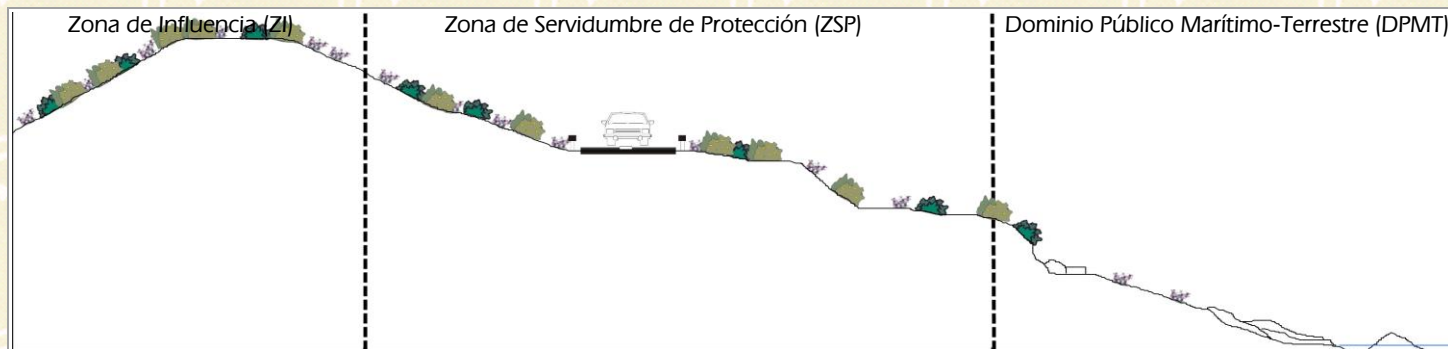 Zona de Influencia (ZI)
Zona de Servidumbre de Protección (ZSP)
Dominio Público Marítimo-Terrestre (DPMT)